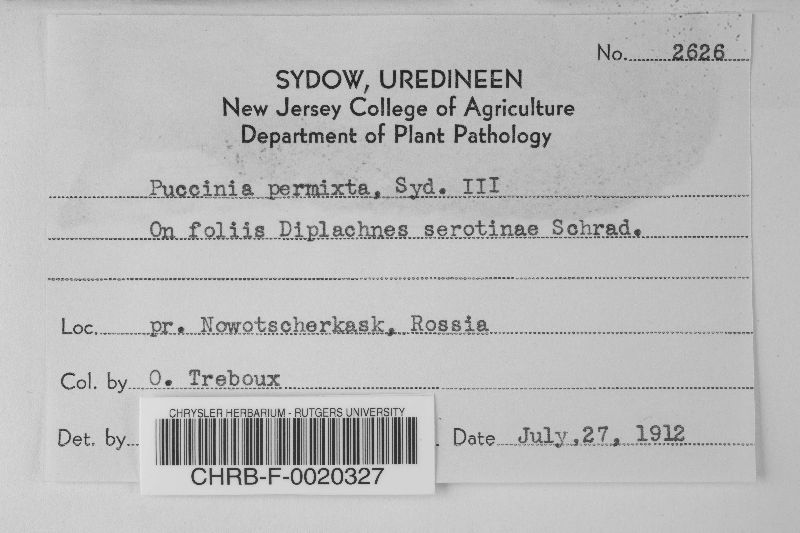 No. 2626
SYDOW, UREDINEEN
New Jersey College of Agriculture
Department of Plant Pathology
Puccinia permixta, Syd. III
On foliis Diplachnes serotinae Schrad.
Loc. pr. Nowotscherkask, Rossia
Col. by O. Treboux
Det. by Date July, 27, 1912
CHRYSLER HERBARIUM - RUTGERS UNIVERSITY
CHRB-F-0020327